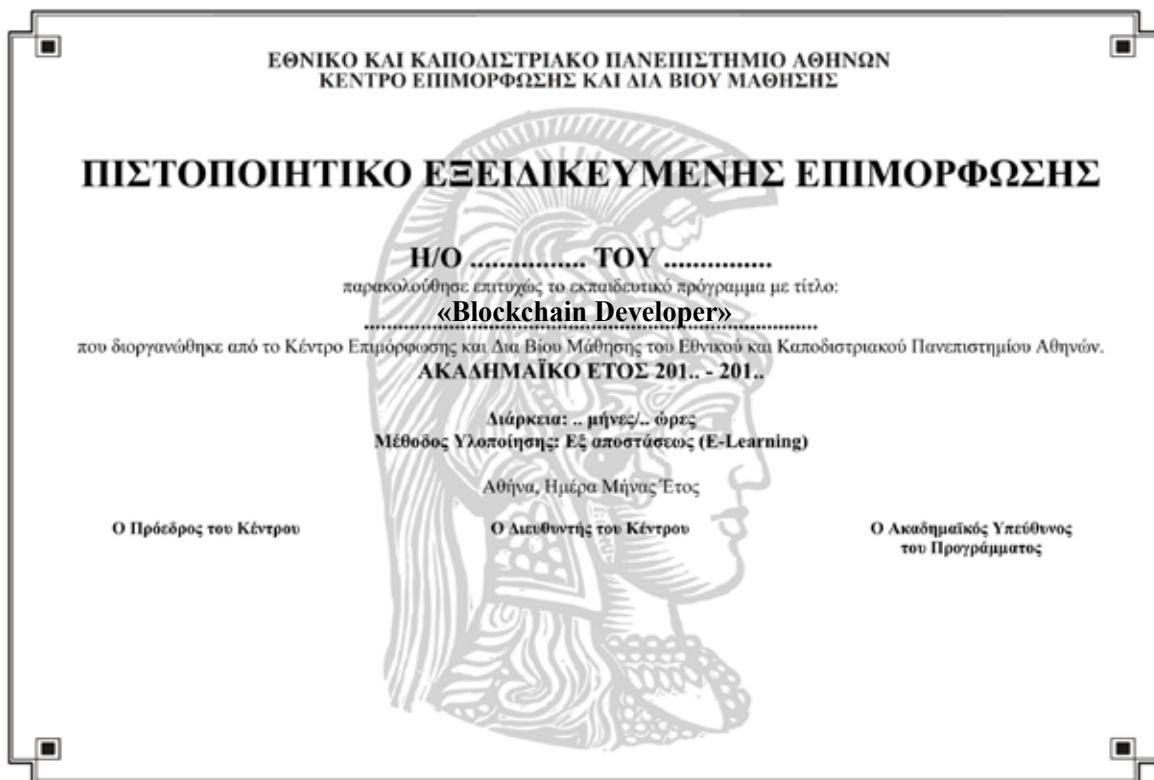 ΕΘΝΙΚΟ ΚΑΙ ΚΑΠΟΔΙΣΤΡΙΑΚΟ ΠΑΝΕΠΙΣΤΗΜΙΟ ΑΘΗΝΩΝ
ΚΕΝΤΡΟ ΕΠΙΜΟΡΦΩΣΗΣ ΚΑΙ ΔΙΑ ΒΙΟΥ ΜΑΘΗΣΗΣ
ΠΙΣΤΟΠΟΙΗΤΙΚΟ ΕΞΕΙΔΙΚΕΥΜΕΝΗΣ ΕΠΙΜΟΡΦΩΣΗΣ
Η/Ο ................ ΤΟΥ ...............
παρακολούθησε επιτυχώς το εκπαιδευτικό πρόγραμμα με τίτλο:
«Blockchain Developer»
που διοργανώθηκε από το Κέντρο Επιμόρφωσης και Δια Βίου Μάθησης του Εθνικού και Καποδιστριακού Πανεπιστημίου Αθηνών.
ΑΚΑΔΗΜΑΪΚΟ ΕΤΟΣ 201.. - 201..
Διάρκεια: .. μήνες/.. ώρες
Μέθοδος Υλοποίησης: Εξ αποστάσεως (E-Learning)
Αθήνα, Ημέρα Μήνας Έτος
Ο Πρόεδρος του Κέντρου
Ο Διευθυντής του Κέντρου
Ο Ακαδημαϊκός Υπεύθυνος
του Προγράμματος